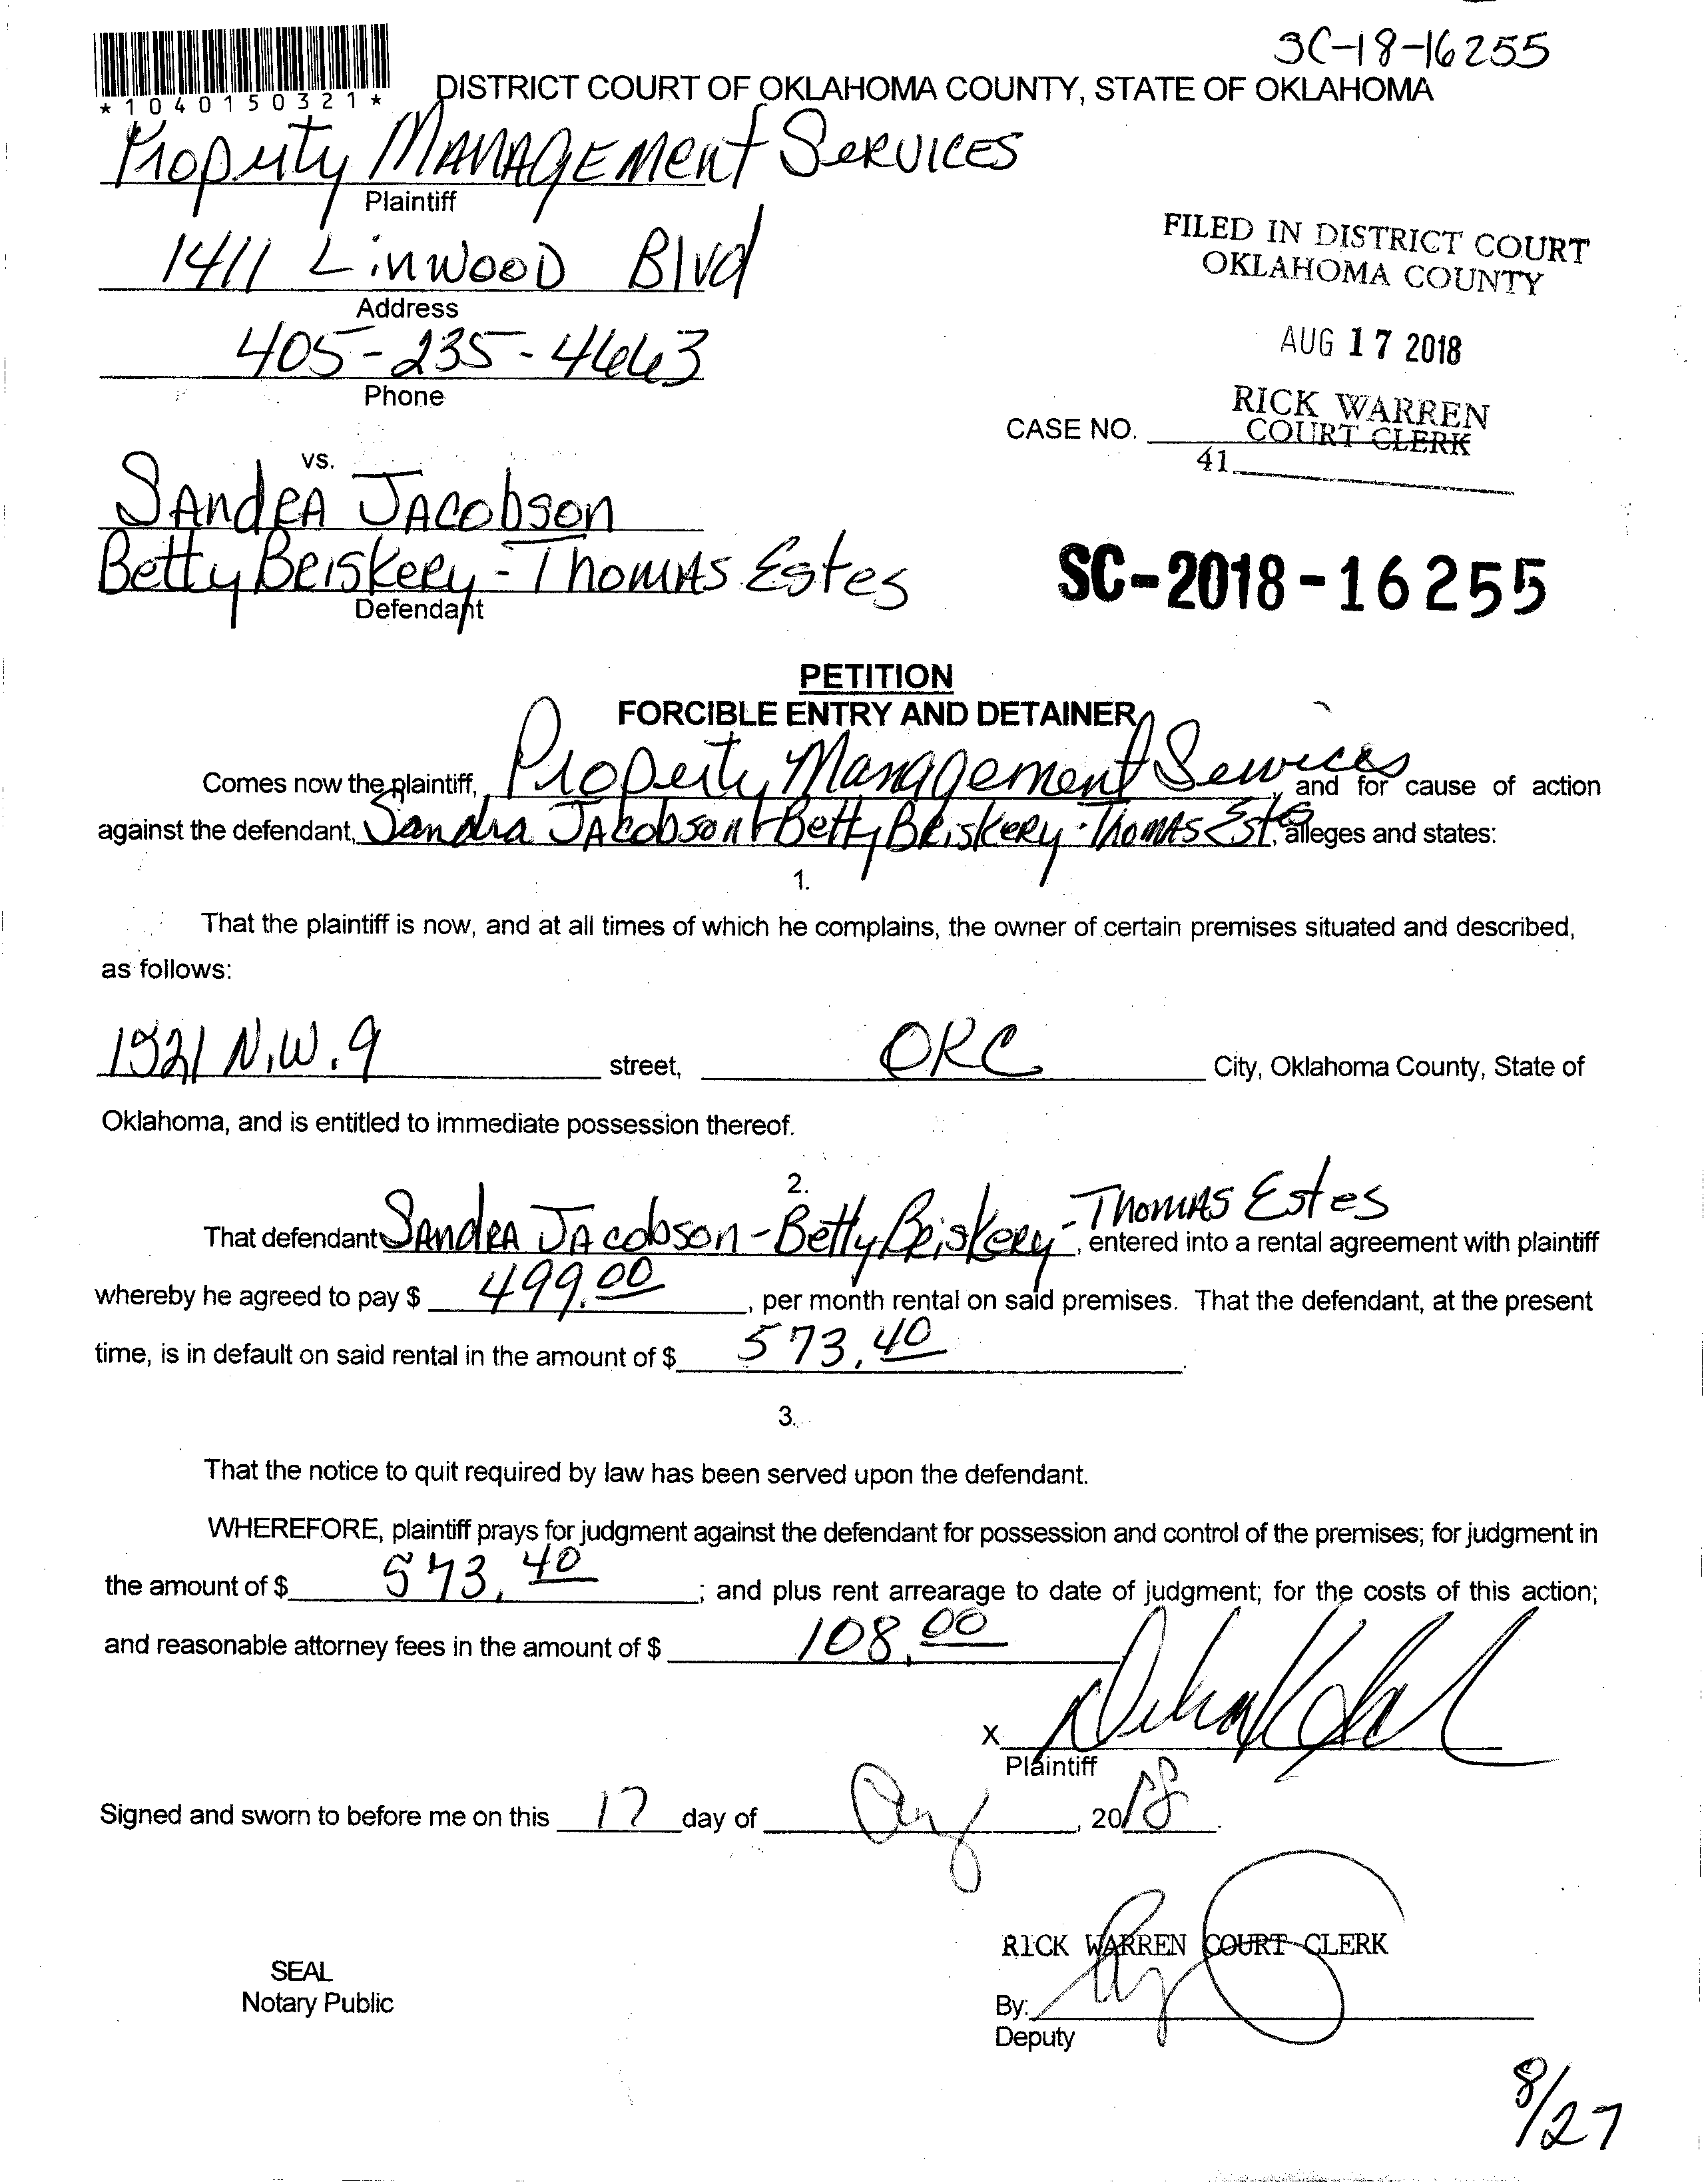 SC-18-16255
*1040150321*
DISTRICT COURT OF OKLAHOMA COUNTY, STATE OF OKLAHOMA
Property MANAGEMent SeRVICES
Plaintiff
1411 LinwooD Blvd
Address
405-235-4663
Phone
FILED IN DISTRICT COURT
OKLAHOMA COUNTY
AUG 17 2018
RICK WARREN
COURT CLERK
CASE NO.
41
vs.
SAndRA JACobson
Betty BRisKeRy - ThomAs Estes
Defendant
SC-2018-16255
PETITION
FORCIBLE ENTRY AND DETAINER
Comes now the plaintiff, Property Management Services, and for cause of action
against the defendant, Sandra JAcobson Betty BRiskeRy - ThomAs Est, alleges and states:
1.
That the plaintiff is now, and at all times of which he complains, the owner of certain premises situated and described,
as follows:
1521 N.W. 9 street, OKC City, Oklahoma County, State of
Oklahoma, and is entitled to immediate possession thereof.
2.
That defendant SAndRA JAcobson - Betty BRiskeRy - ThomAs Estes, entered into a rental agreement with plaintiff
whereby he agreed to pay $ 499.00, per month rental on said premises. That the defendant, at the present
time, is in default on said rental in the amount of $ 573.40.
3.
That the notice to quit required by law has been served upon the defendant.
WHEREFORE, plaintiff prays for judgment against the defendant for possession and control of the premises; for judgment in
the amount of $ 573.40; and plus rent arrearage to date of judgment; for the costs of this action;
and reasonable attorney fees in the amount of $ 108.00
X
Plaintiff
Signed and sworn to before me on this 17 day of Aug, 2018.
RICK WARREN COURT CLERK
SEAL
Notary Public
By:
Deputy
8/27